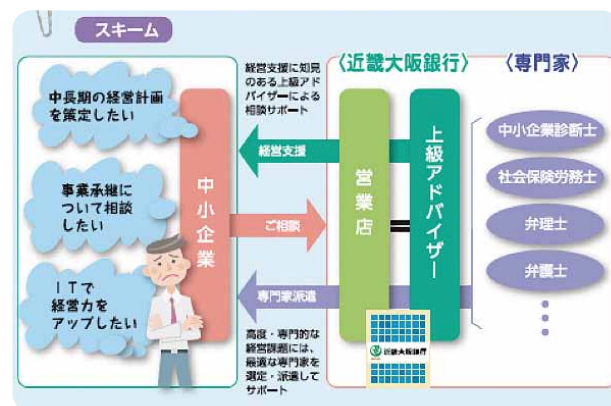 スキーム
中長期の経営計画
を策定したい
事業承継に
ついて相談
したい
ITで
経営力を
アップしたい
中小企業
経営支援に知見
のある上級アド
バイザーによる
相談サポート
経営支援
ご相談
専門家派遣
高度・専門的な
経営課題には、
最適な専門家を
選定・派遣して
サポート
〈近畿大阪銀行〉
営業店
上級アドバイザー
近畿大阪銀行
〈専門家〉
中小企業診断士
社会保険労務士
弁理士
弁護士